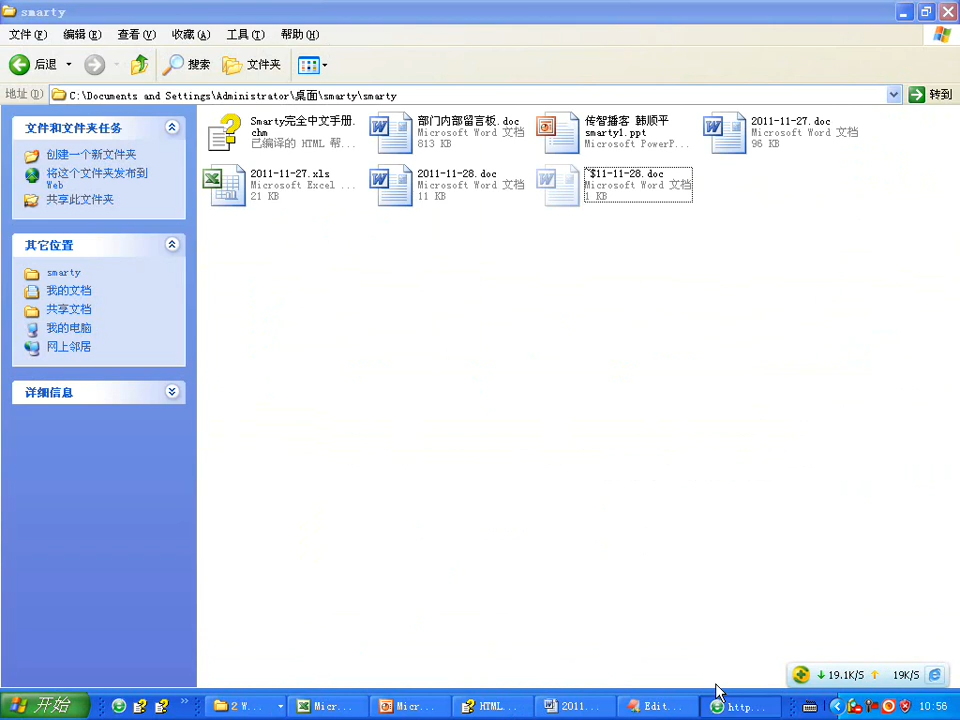 smarty
文件(F) 编辑(E) 查看(V) 收藏(A) 工具(T) 帮助(H)
后退 搜索 文件夹
地址(D) C:\Documents and Settings\Administrator\桌面\smarty\smarty 转到
文件和文件夹任务
创建一个新文件夹
将这个文件夹发布到
Web
共享此文件夹
其它位置
smarty
我的文档
共享文档
我的电脑
网上邻居
详细信息
Smarty完全中文手册.
chm
已编译的 HTML 帮...
部门内部留言板.doc
Microsoft Word 文档
813 KB
传智播客 韩顺平
smarty1.ppt
Microsoft PowerP...
2011-11-27.doc
Microsoft Word 文档
96 KB
2011-11-27.xls
Microsoft Excel ...
21 KB
2011-11-28.doc
Microsoft Word 文档
11 KB
~$11-11-28.doc
Microsoft Word 文档
1 KB
19.1K/S 19K/S
开始 2 W... Micr... Micr... HTML... 2011... Edit... http... 10:56